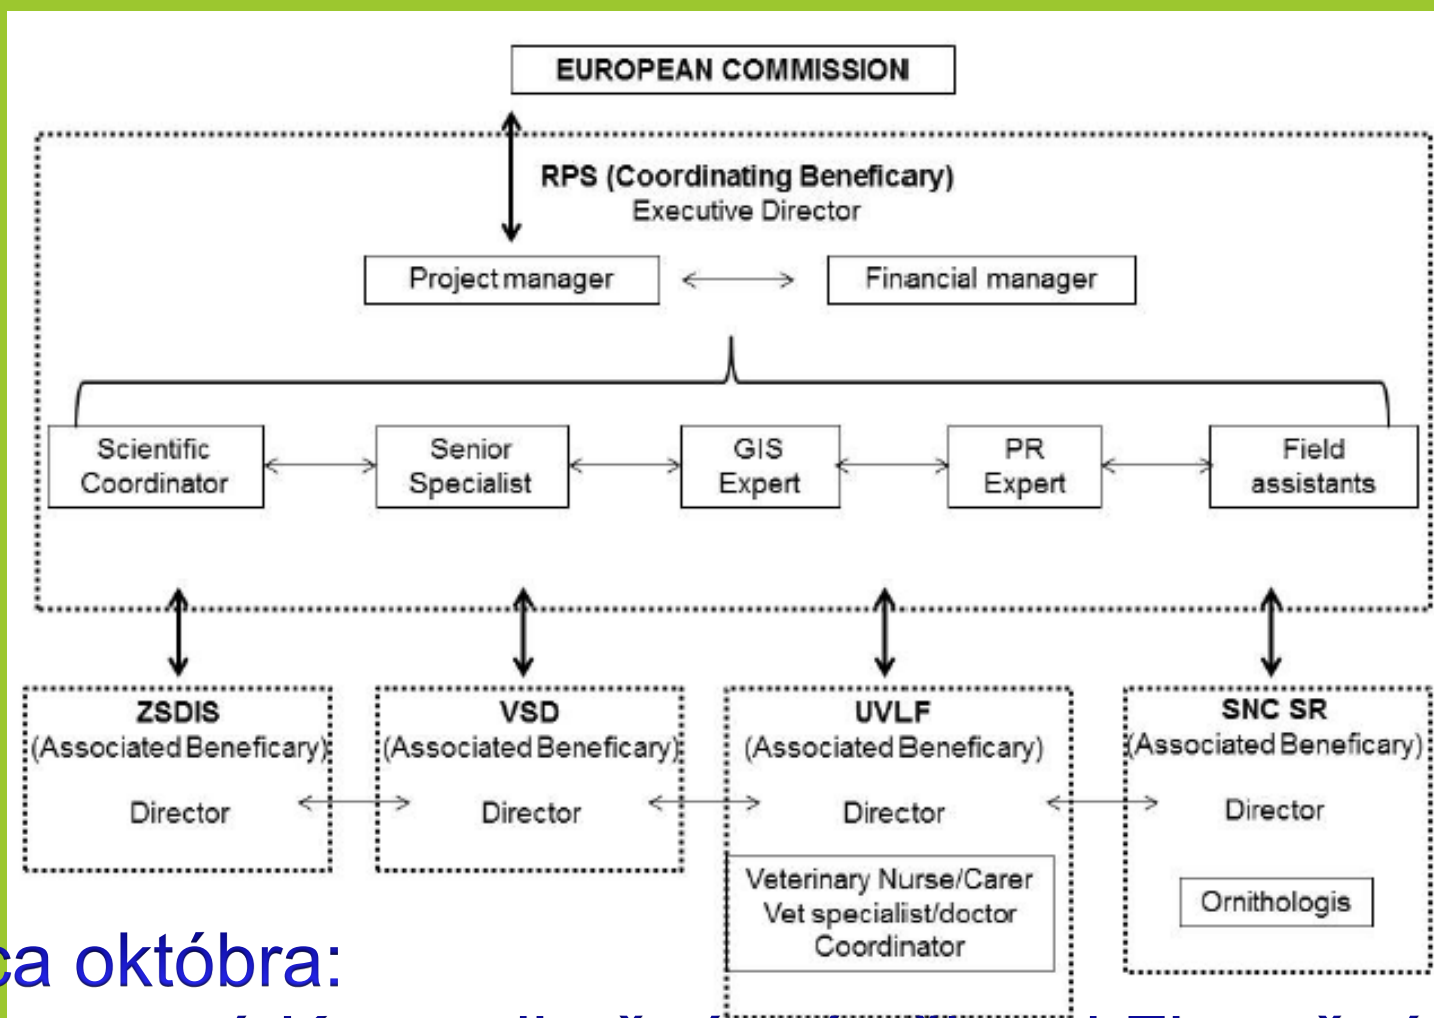 EUROPEAN COMMISSION
RPS (Coordinating Beneficary)
Executive Director
Project manager
Financial manager
Scientific
Coordinator
Senior
Specialist
GIS
Expert
PR
Expert
Field
assistants
ZSDIS
(Associated Beneficary)
Director
VSD
(Associated Beneficary)
Director
UVLF
(Associated Beneficary)
Director
Veterinary Nurse/Carer
Vet specialist/doctor
Coordinator
SNC SR
(Associated Beneficary)
Director
Ornithologis
októbra: